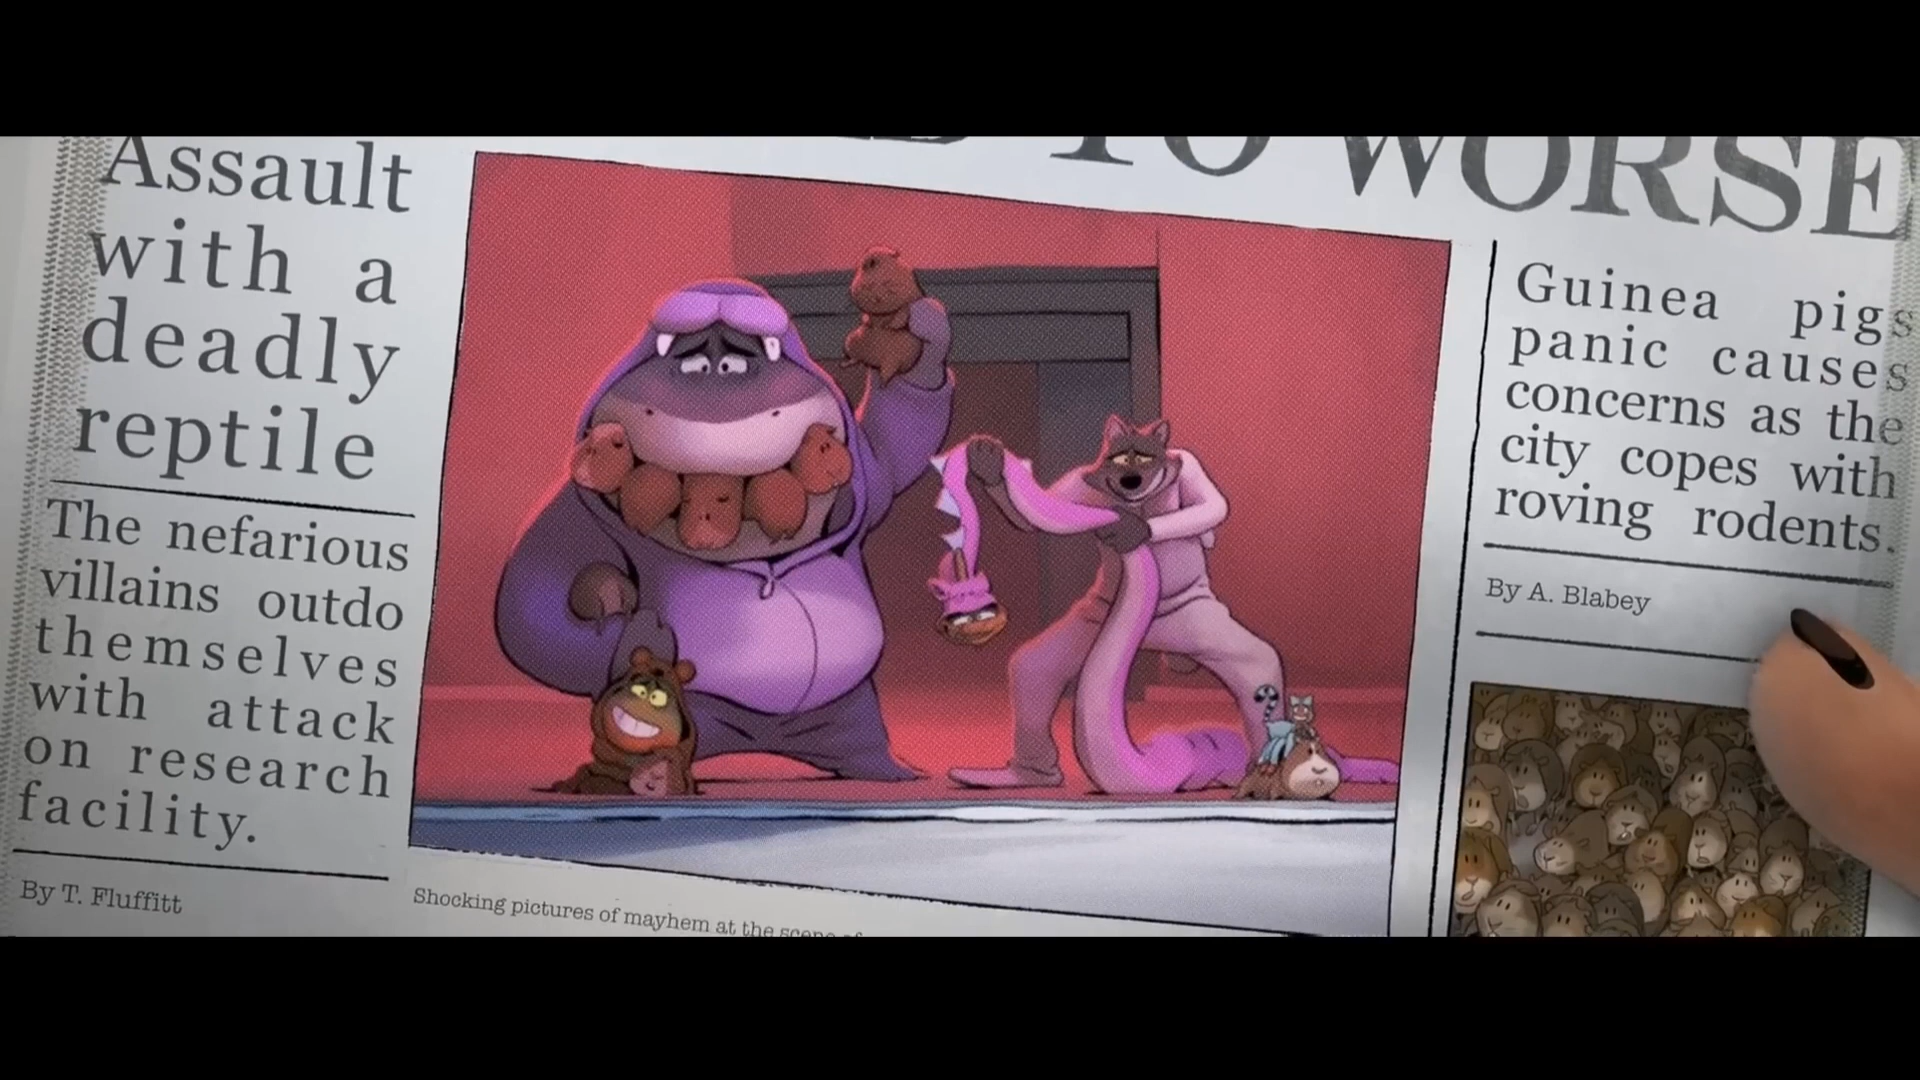 TO WORSE
Assault
with a
deadly
reptile
The nefarious
villains outdo
themselves
with attack
on research
facility.
By T. Fluffitt
Shocking pictures of mayhem at the scene of
Guinea pigs
panic causes
concerns as the
city copes with
roving rodents.
By A. Blabey